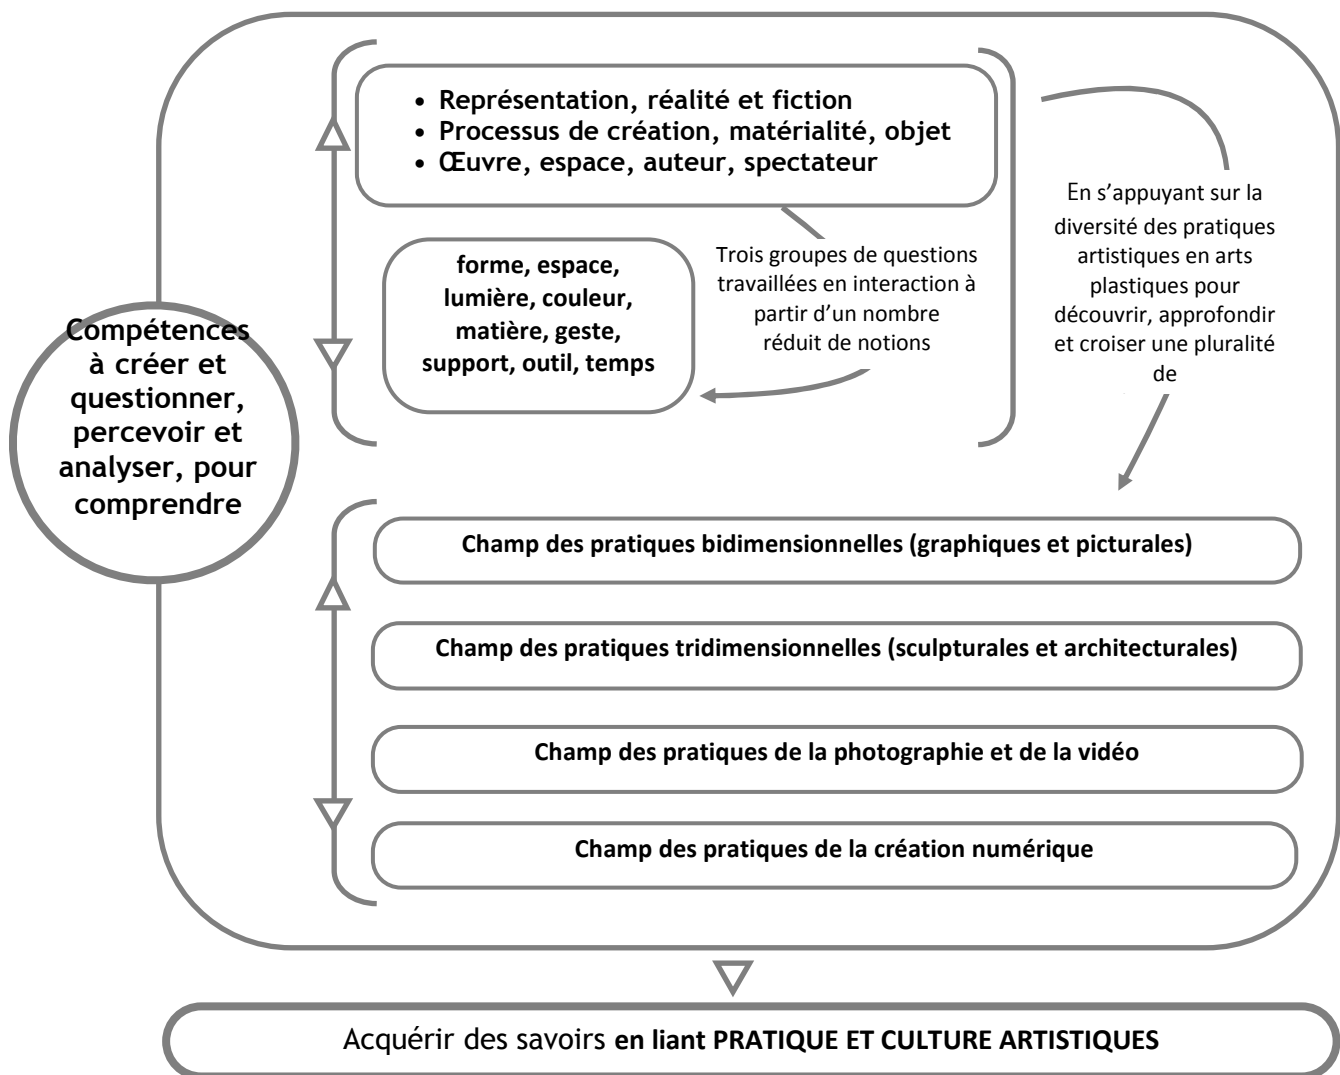 • Représentation, réalité et fiction
• Processus de création, matérialité, objet
• Œuvre, espace, auteur, spectateur
En s’appuyant sur la
diversité des pratiques
artistiques en arts
plastiques pour
découvrir, approfondir
et croiser une pluralité
de
Trois groupes de questions
travaillées en interaction à
partir d’un nombre
réduit de notions
forme, espace,
lumière, couleur,
matière, geste,
support, outil, temps
Compétences
à créer et
questionner,
percevoir et
analyser, pour
comprendre
Champ des pratiques bidimensionnelles (graphiques et picturales)
Champ des pratiques tridimensionnelles (sculpturales et architecturales)
Champ des pratiques de la photographie et de la vidéo
Champ des pratiques de la création numérique
Acquérir des savoirs en liant PRATIQUE ET CULTURE ARTISTIQUES